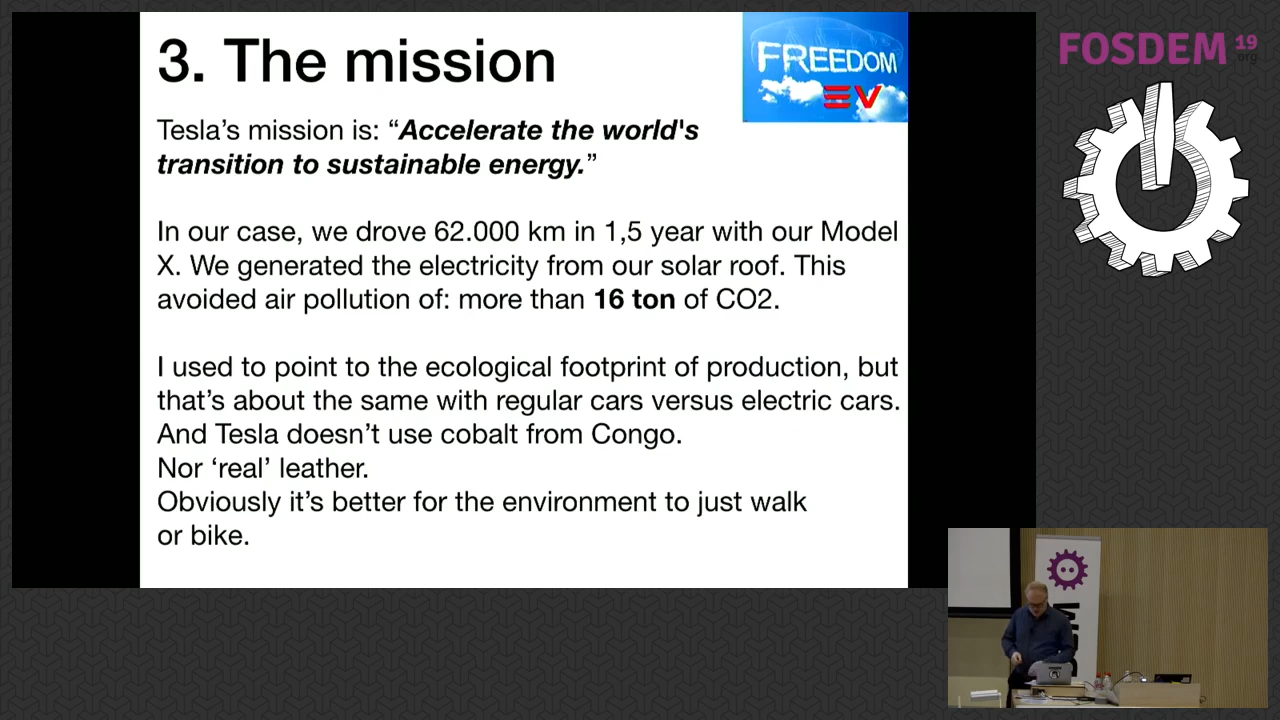 3. The mission
FREEDOM
EV
Tesla's mission is: “Accelerate the world's
transition to sustainable energy.”
In our case, we drove 62.000 km in 1,5 year with our Model
X. We generated the electricity from our solar roof. This
avoided air pollution of: more than 16 ton of CO2.
I used to point to the ecological footprint of production, but
that’s about the same with regular cars versus electric cars.
And Tesla doesn’t use cobalt from Congo.
Nor ‘real’ leather.
Obviously it’s better for the environment to just walk
or bike.
FOSDEM 19
.org